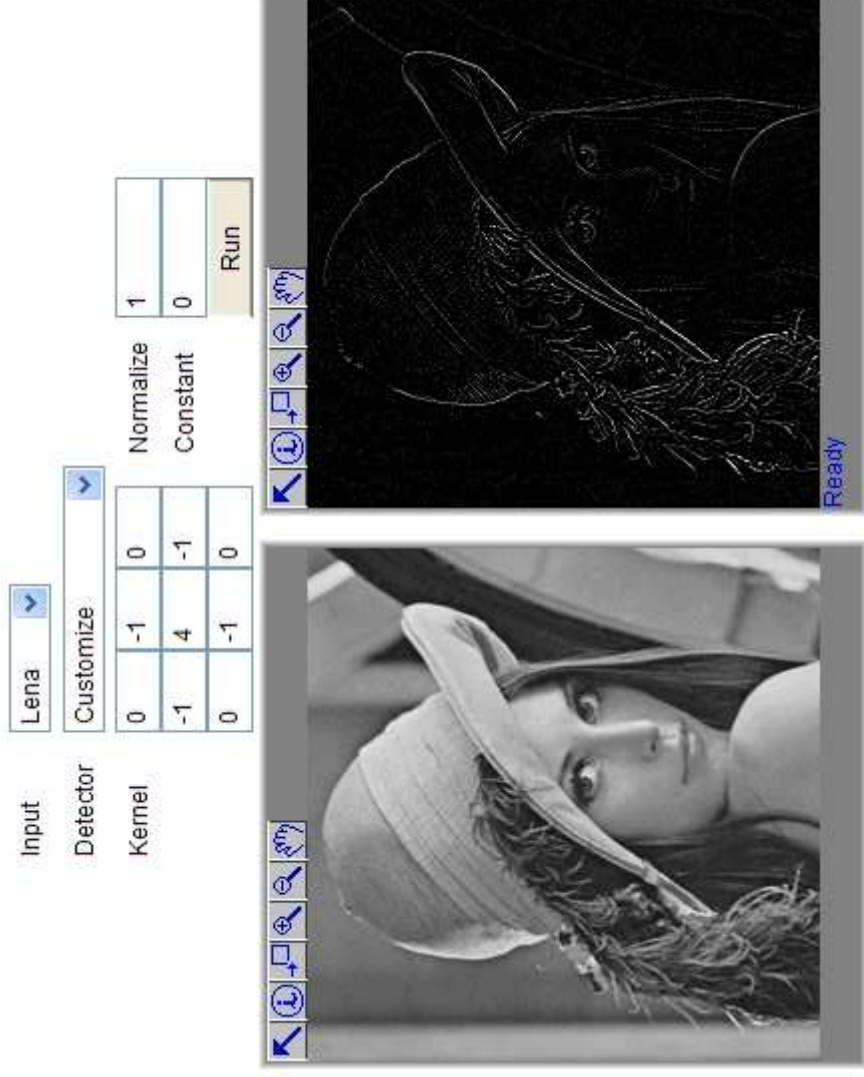 Input Lena
Detector Customize
Kernel 0 -1 0 Normalize 1
-1 4 -1 Constant 0
0 -1 0 Run
Ready